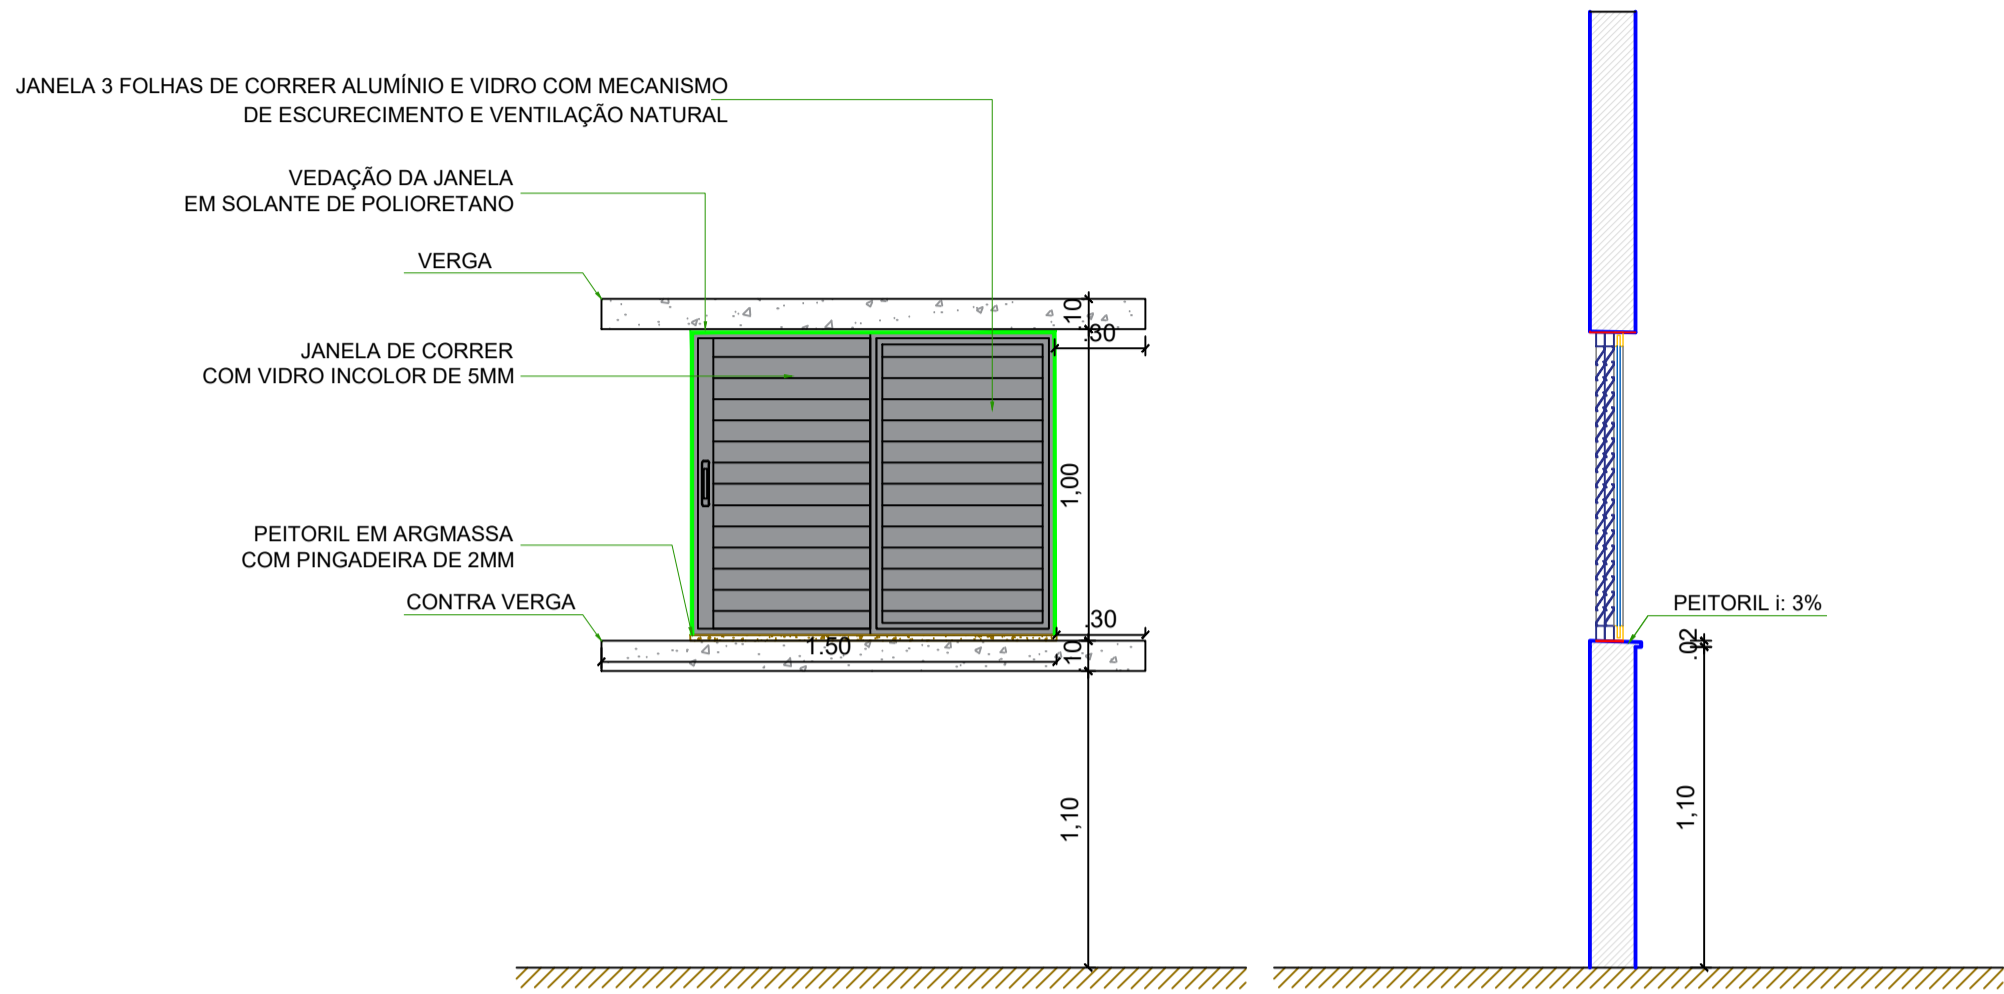 JANELA 3 FOLHAS DE CORRER ALUMÍNIO E VIDRO COM MECANISMO
DE ESCURECIMENTO E VENTILAÇÃO NATURAL
VEDAÇÃO DA JANELA
EM SOLANTE DE POLIORETANO
VERGA
JANELA DE CORRER
COM VIDRO INCOLOR DE 5MM
PEITORIL EM ARGMASSA
COM PINGADEIRA DE 2MM
CONTRA VERGA
.10
.30
1,00
.30
1.50
.10
1,10
PEITORIL i: 3%
.02
1,10